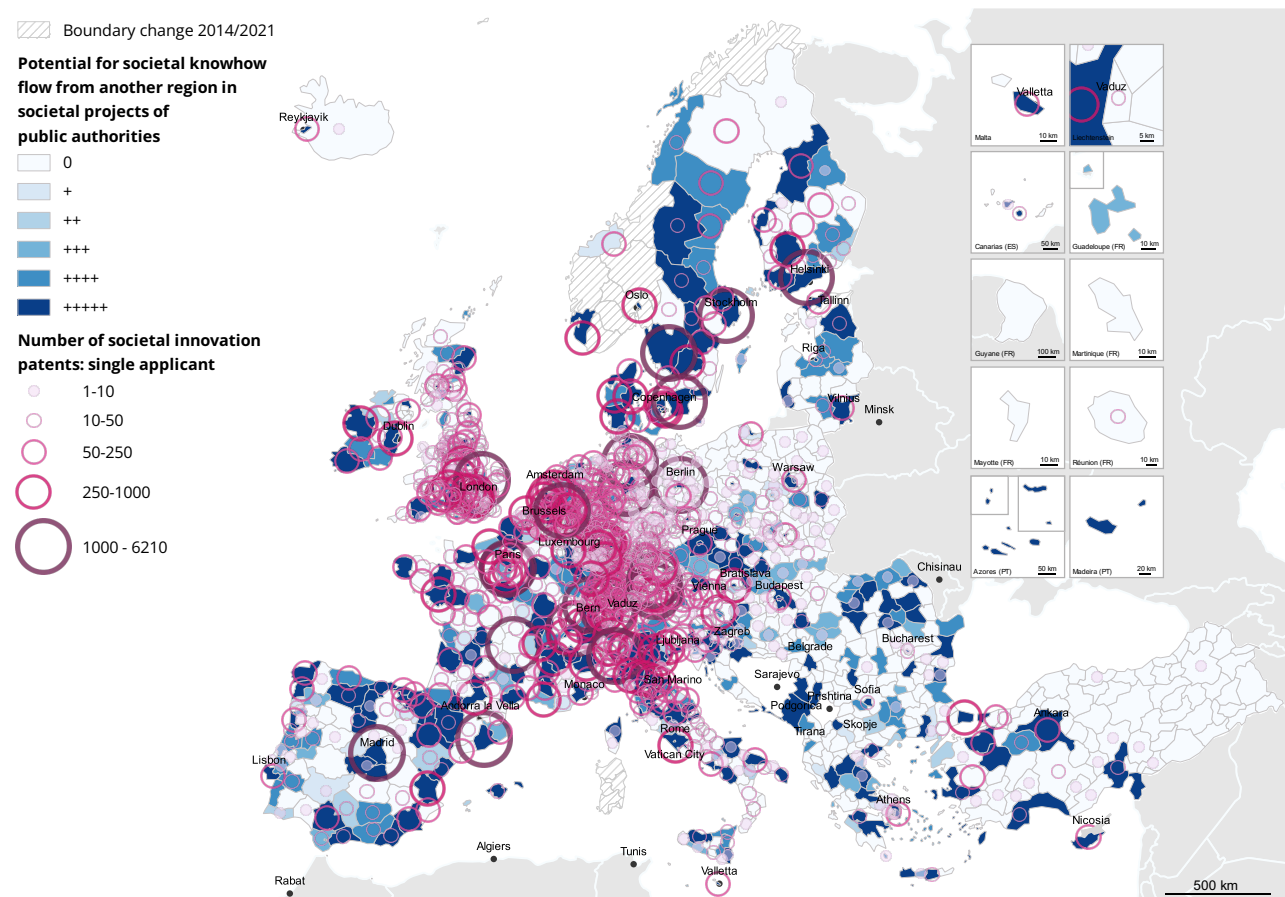 Boundary change 2014/2021
Potential for societal knowhow
flow from another region in
societal projects of
public authorities
0
+
++
+++
++++
+++++
Number of societal innovation
patents: single applicant
1-10
10-50
50-250
250-1000
1000 - 6210
Reykjavik
Oslo
Stockholm
Helsinki
Tallinn
Riga
Copenhagen
Vilnius
Minsk
Dublin
London
Amsterdam
Berlin
Warsaw
Brussels
Luxembourg
Prague
Paris
Bratislava
Vienna
Budapest
Chisinau
Bern
Vaduz
Ljubljana
Zagreb
Belgrade
Bucharest
San Marino
Monaco
Sarajevo
Prishtina
Sofia
Podgorica
Skopje
Andorra la Vella
Rome
Tirana
Ankara
Madrid
Vatican City
Lisbon
Athens
Nicosia
Algiers
Tunis
Valletta
Rabat
500 km
Valletta
Malta
10 km
Vaduz
Liechtenstein
5 km
Canarias (ES)
50 km
Guadeloupe (FR)
10 km
Guyane (FR)
100 km
Martinique (FR)
10 km
Mayotte (FR)
10 km
Réunion (FR)
10 km
Azores (PT)
50 km
Madeira (PT)
20 km